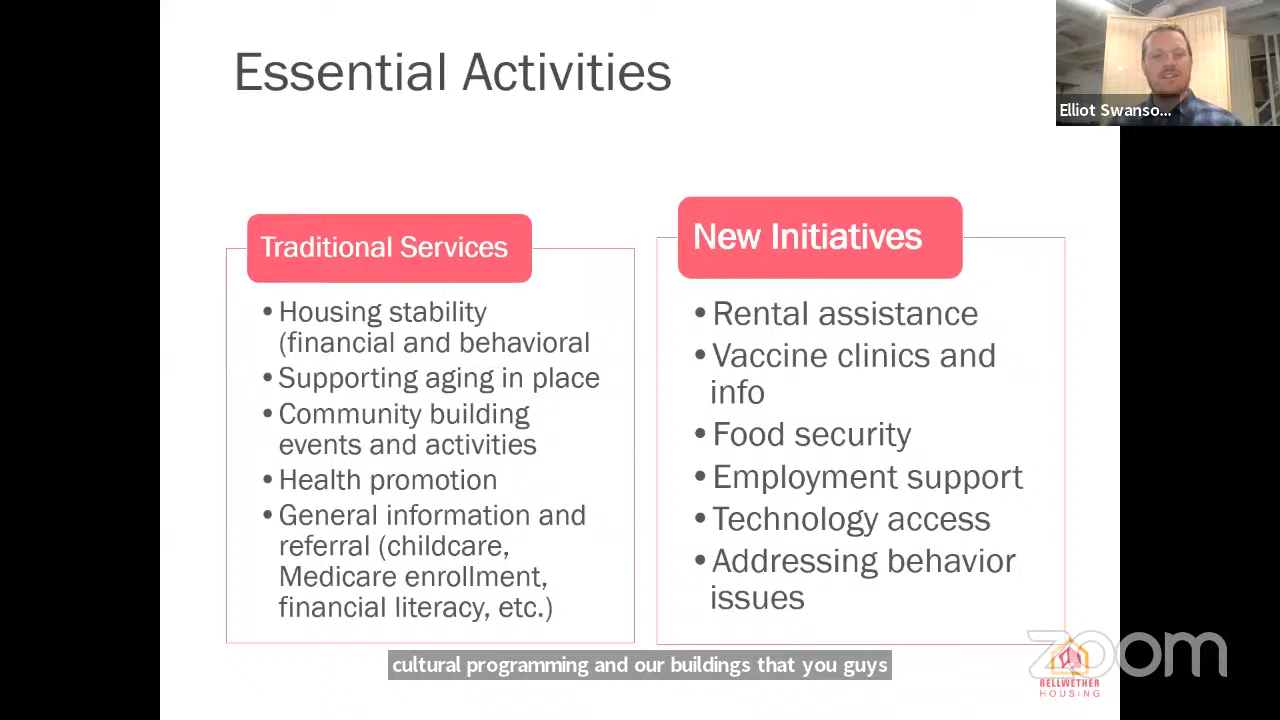 Essential Activities
Elliot Swanso...
Traditional Services
•Housing stability
(financial and behavioral
•Supporting aging in place
•Community building
events and activities
•Health promotion
•General information and
referral (childcare,
Medicare enrollment,
financial literacy, etc.)
New Initiatives
•Rental assistance
•Vaccine clinics and
info
•Food security
•Employment support
•Technology access
•Addressing behavior
issues
cultural programming and our buildings that you guys
zoom
BELLWETHER
HOUSING